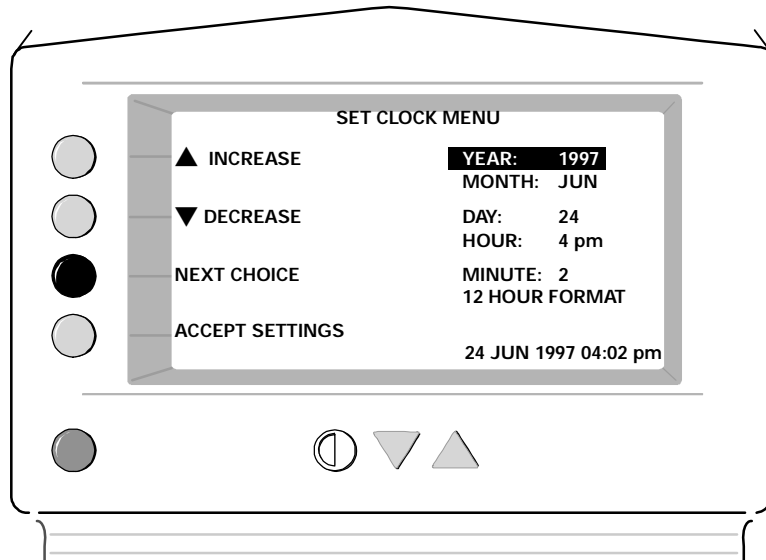 SET CLOCK MENU
▲ INCREASE
YEAR: 1997
MONTH: JUN
▼ DECREASE
DAY: 24
HOUR: 4 pm
NEXT CHOICE
MINUTE: 2
12 HOUR FORMAT
ACCEPT SETTINGS
24 JUN 1997 04:02 pm